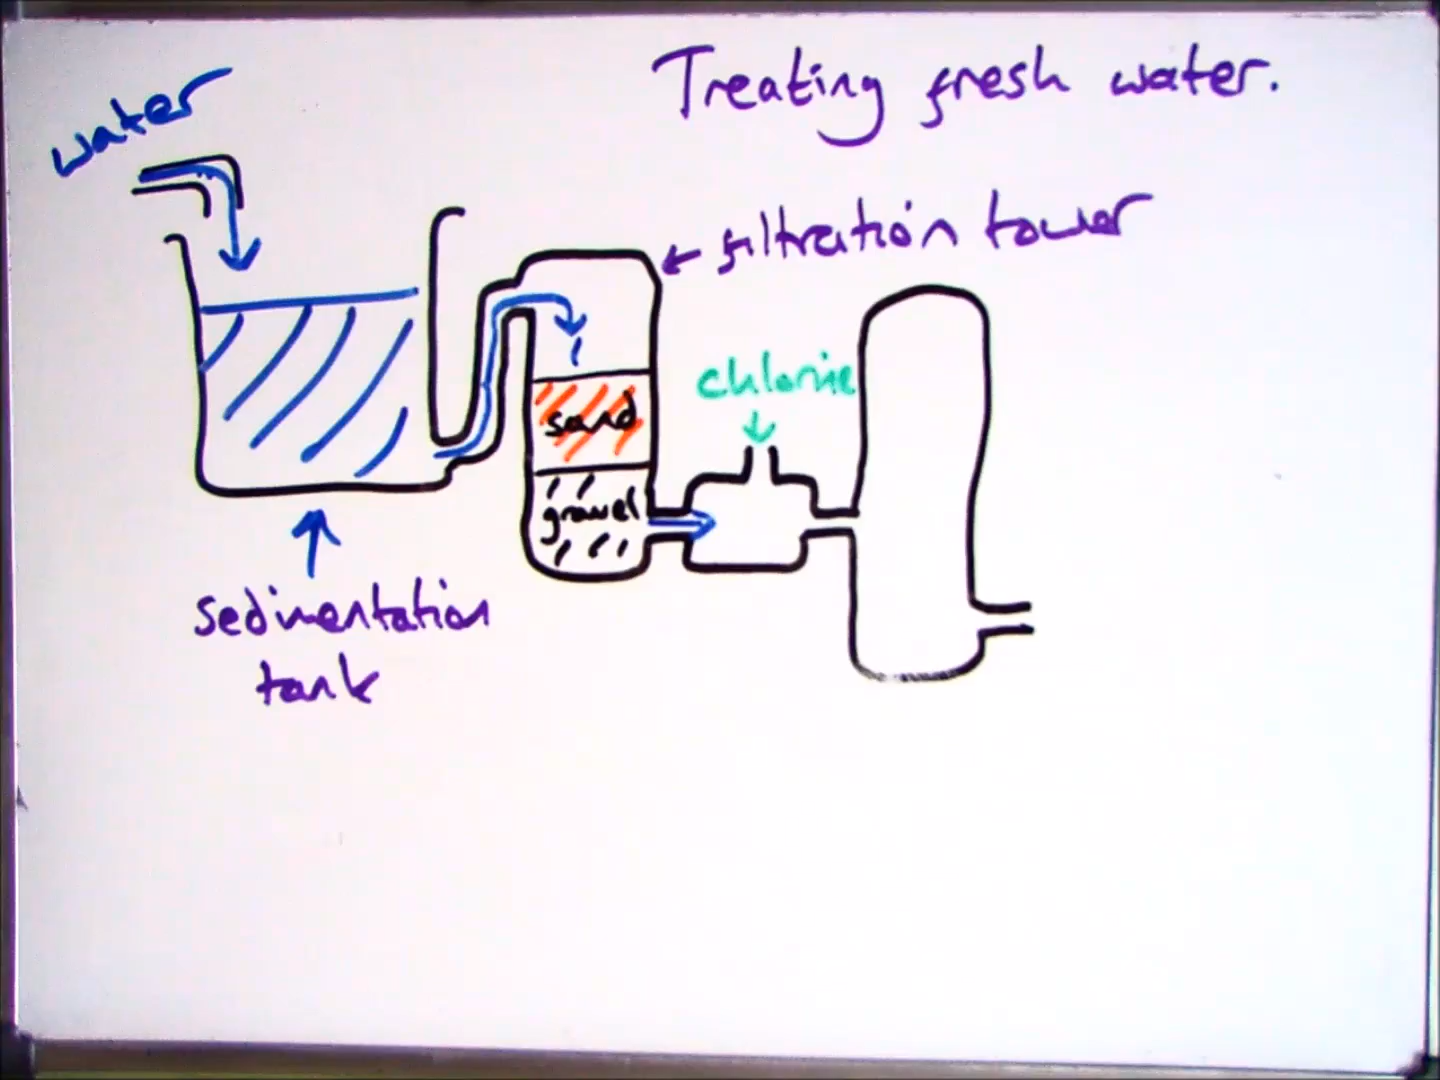 Treating fresh water.
water
filtration tower
chlorine
sand
gravel
sedimentation
tank